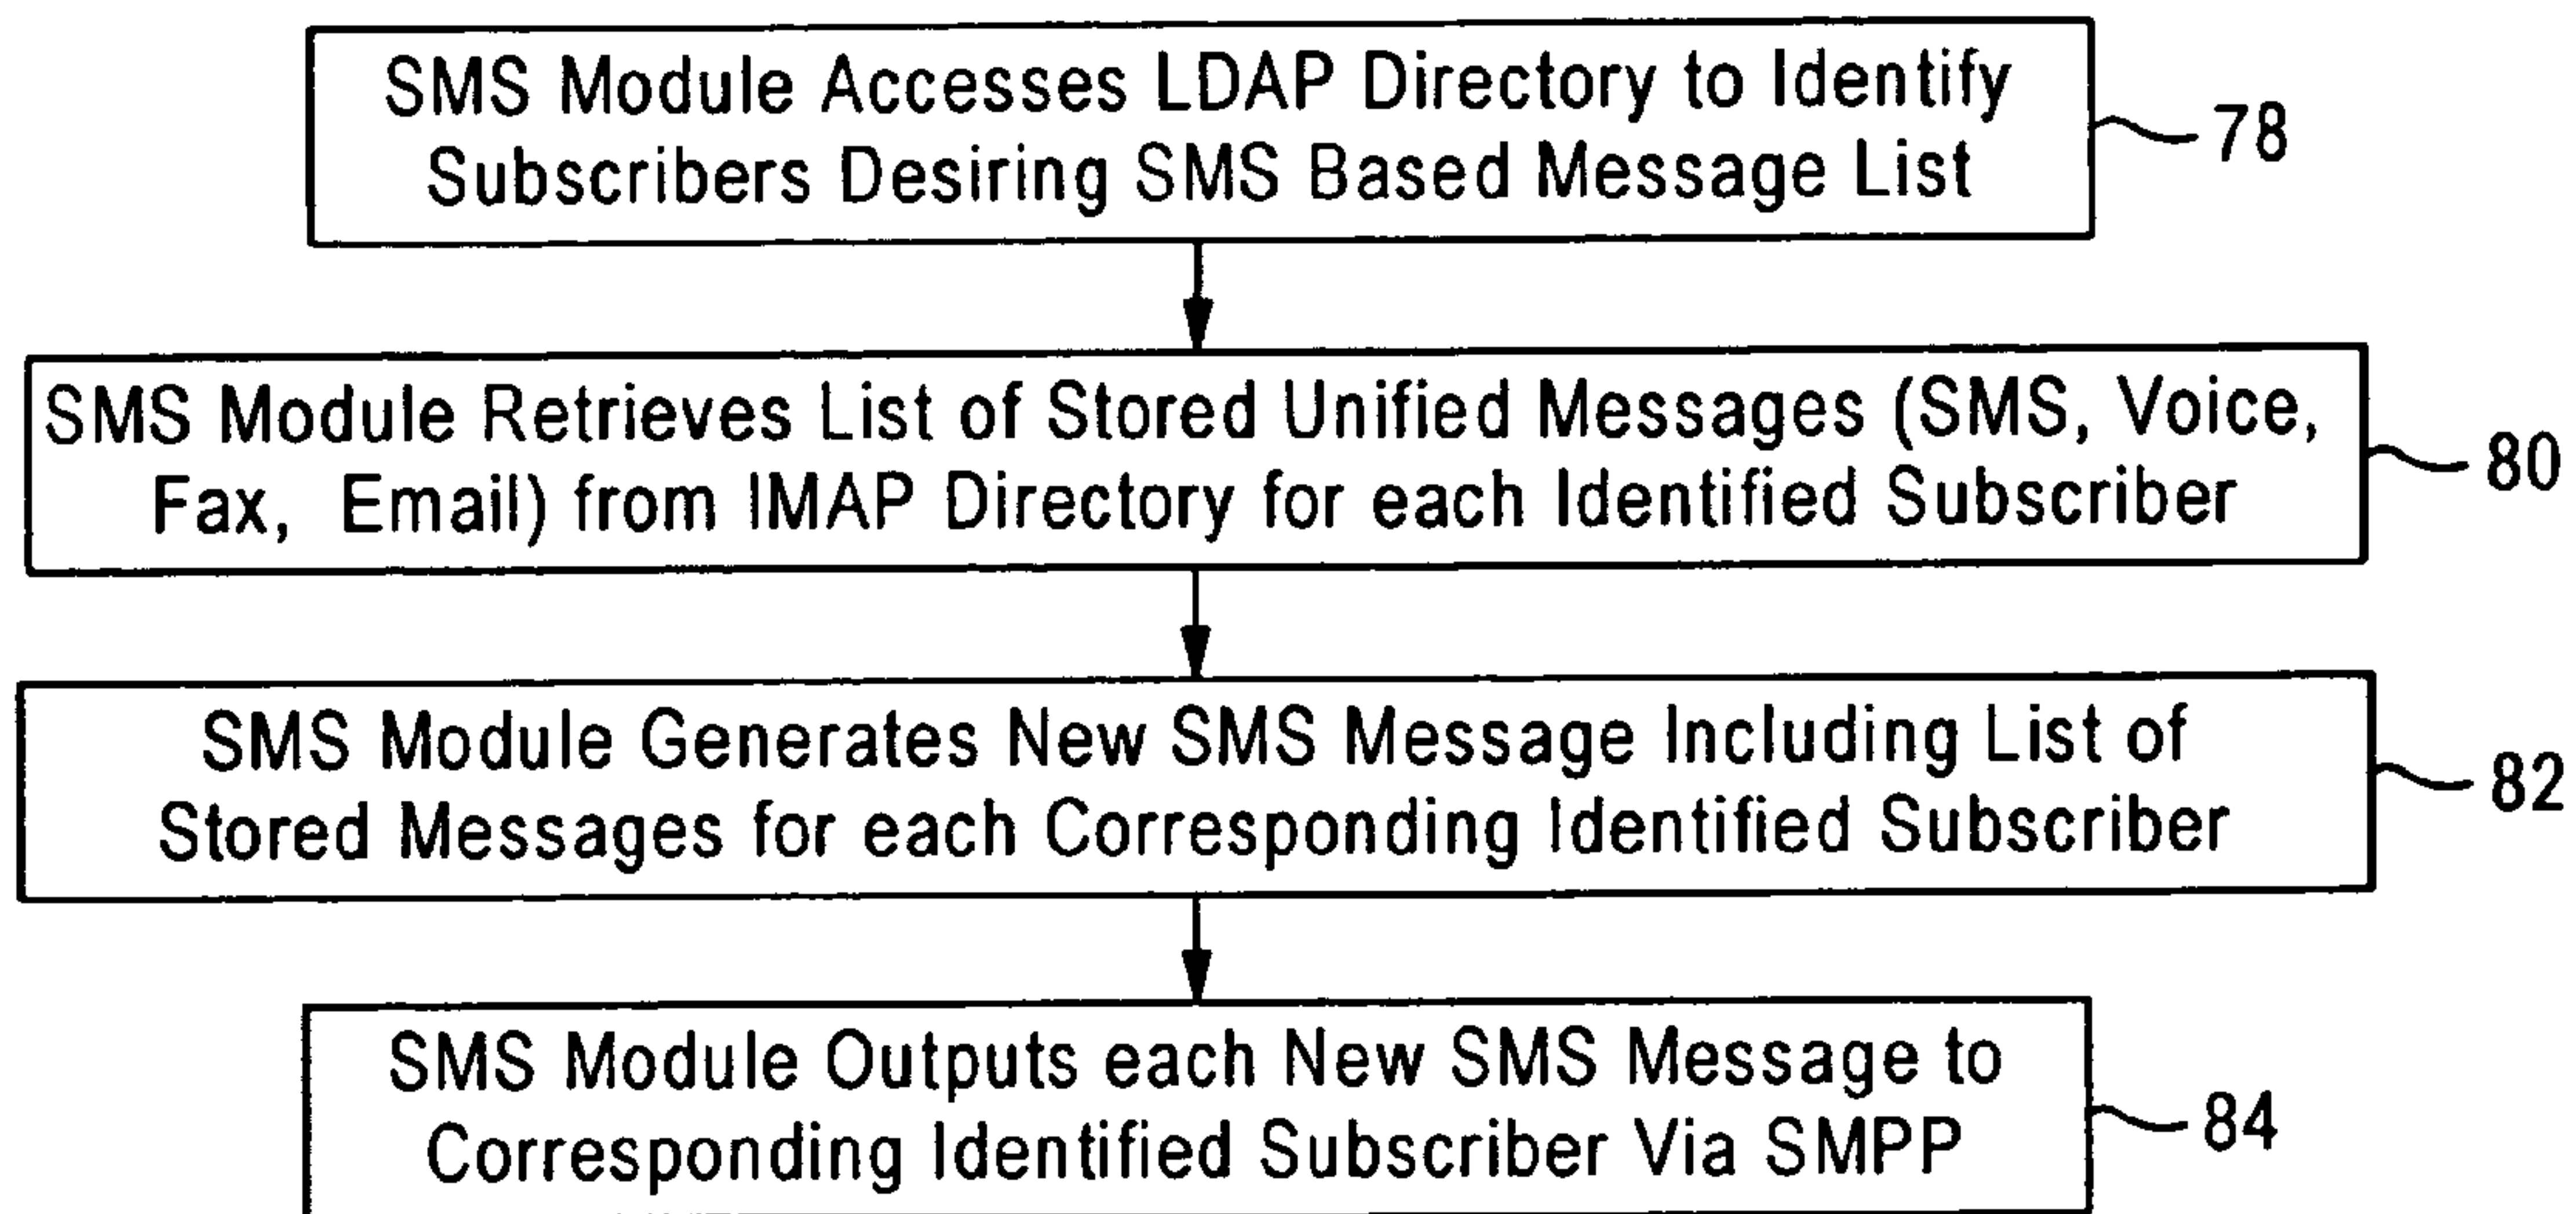 SMS Module Accesses LDAP Directory to Identify
Subscribers Desiring SMS Based Message List
78
SMS Module Retrieves List of Stored Unified Messages (SMS, Voice,
Fax, Email) from IMAP Directory for each Identified Subscriber
80
SMS Module Generates New SMS Message Including List of
Stored Messages for each Corresponding Identified Subscriber
82
SMS Module Outputs each New SMS Message to
Corresponding Identified Subscriber Via SMPP
84